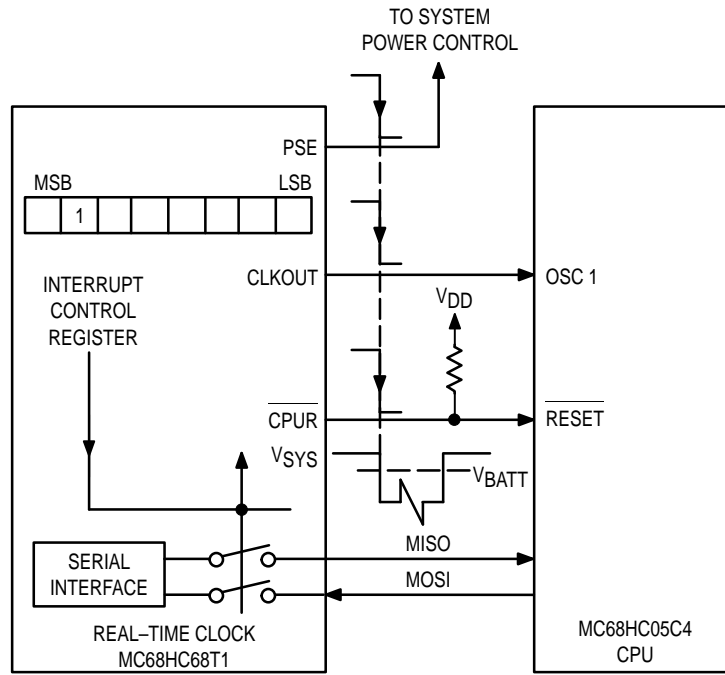 TO SYSTEM
POWER CONTROL
PSE
MSB
LSB
1
CLKOUT
OSC 1
INTERRUPT
CONTROL
REGISTER
VDD
CPUR
RESET
VSYS
VBATT
MISO
SERIAL
INTERFACE
MOSI
REAL–TIME CLOCK
MC68HC68T1
MC68HC05C4
CPU